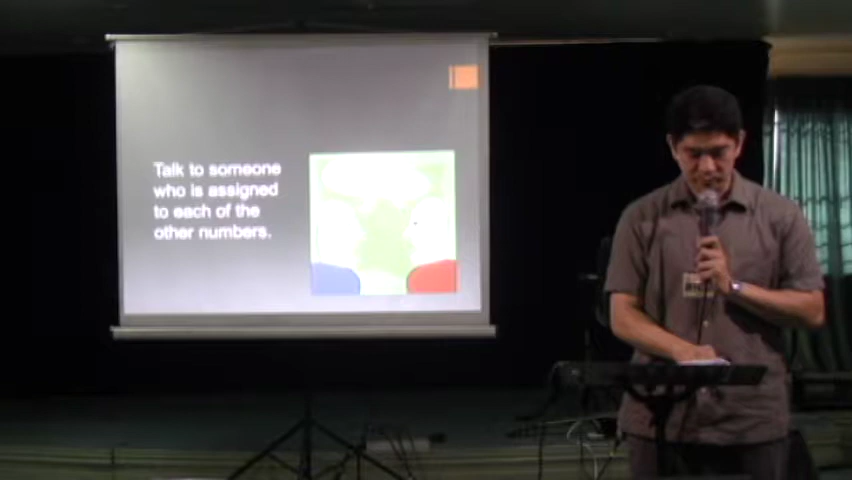 Talk to someone
who is assigned
to each of the
other numbers.